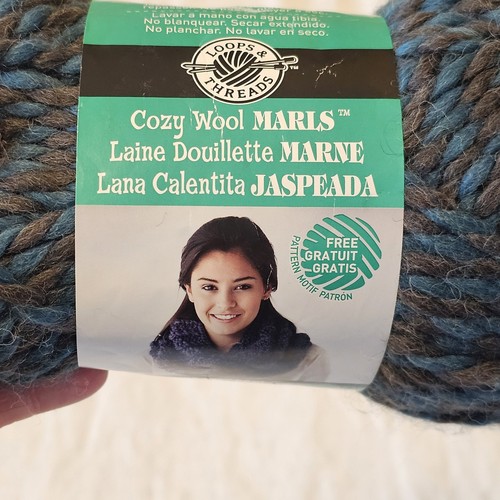 Lavar a mano con agua tibia.
No blanquear. Secar extendido.
No planchar. No lavar en seco.
LOOPS &
THREADS™
Cozy Wool MARLS™
Laine Douillette MARNE
Lana Calentita JASPEADA
FREE
GRATUIT
GRATIS
PATTERN MOTIF PATRÓN